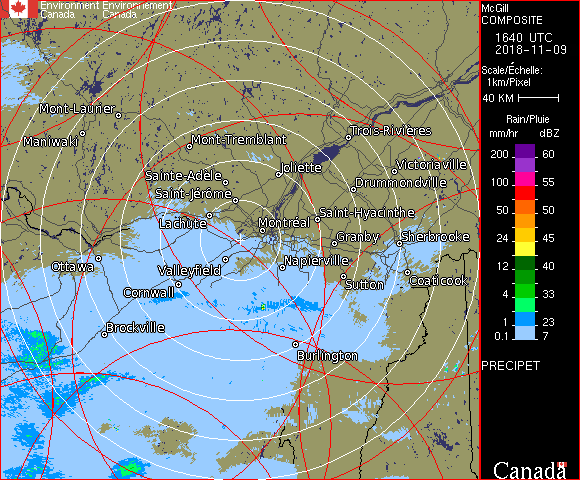 Environment Environnement
Canada Canada
McGill
COMPOSITE
1640 UTC
2018-11-09
Scale/Échelle:
1km/Pixel
40 KM
Rain/Pluie
mm/hr dBZ
200 60
100 55
50 50
24 45
12 40
4 33
1 23
0.1 7
PRECIPET
Canada
Mont-Laurier
Maniwaki
Mont-Tremblant
Trois-Rivières
Joliette
Victoriaville
Sainte-Adèle
Drummondville
Saint-Jérôme
Lachute
Saint-Hyacinthe
Montréal
Granby
Sherbrooke
Ottawa
Valleyfield
Napierville
Cornwall
Sutton
Coaticook
Brockville
Burlington